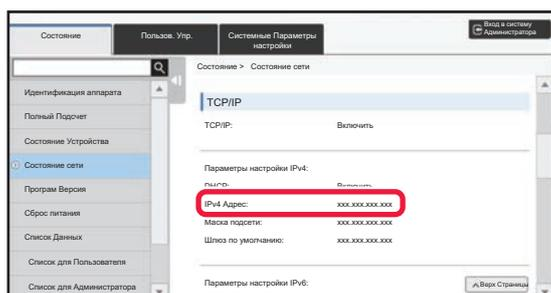 Состояние
Пользов. Упр.
Системные Параметры
настройки
Вход в систему
Администратора
Состояние > Состояние сети
Идентификация аппарата
Полный Подсчет
Состояние Устройства
Состояние сети
Програм Версия
Сброс питания
Список Данных
Список для Пользователя
Список для Администратора
TCP/IP
TCP/IP: Включить
Параметры настройки IPv4:
DHCP: Включить
IPv4 Адрес: xxx.xxx.xxx.xxx
Маска подсети: xxx.xxx.xxx.xxx
Шлюз по умолчанию: xxx.xxx.xxx.xxx
Параметры настройки IPv6:
Верх Страницы